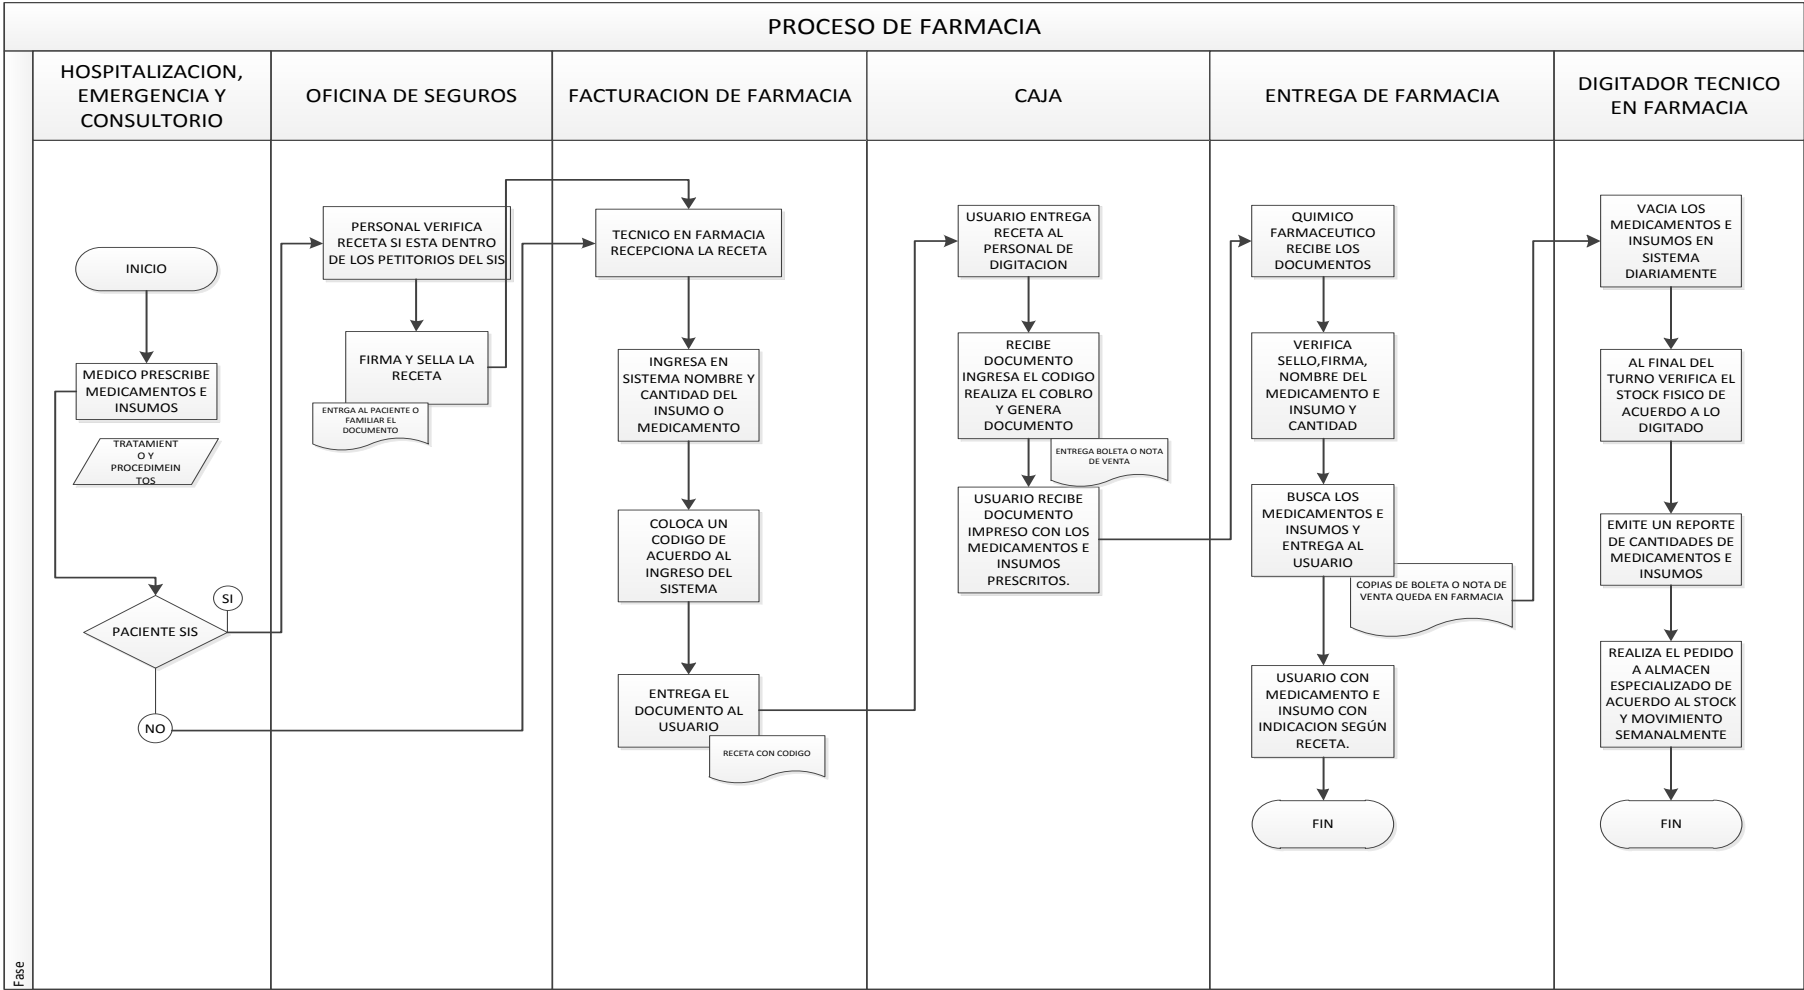 PROCESO DE FARMACIA
HOSPITALIZACION,
EMERGENCIA Y
CONSULTORIO
OFICINA DE SEGUROS
FACTURACION DE FARMACIA
CAJA
ENTREGA DE FARMACIA
DIGITADOR TECNICO
EN FARMACIA
Fase
INICIO
MEDICO PRESCRIBE
MEDICAMENTOS E
INSUMOS
TRATAMIENT
O Y
PROCEDIMEIN
TOS
PACIENTE SIS
SI
NO
PERSONAL VERIFICA
RECETA SI ESTA DENTRO
DE LOS PETITORIOS DEL SIS
FIRMA Y SELLA LA
RECETA
ENTRGA AL PACIENTE O
FAMILIAR EL
DOCUMENTO
TECNICO EN FARMACIA
RECEPCIONA LA RECETA
INGRESA EN
SISTEMA NOMBRE Y
CANTIDAD DEL
INSUMO O
MEDICAMENTO
COLOCA UN
CODIGO DE
ACUERDO AL
INGRESO DEL
SISTEMA
ENTREGA EL
DOCUMENTO AL
USUARIO
RECETA CON CODIGO
USUARIO ENTREGA
RECETA AL
PERSONAL DE
DIGITACION
RECIBE
DOCUMENTO
INGRESA EL CODIGO
REALIZA EL COBLRO
Y GENERA
DOCUMENTO
ENTREGA BOLETA O NOTA
DE VENTA
USUARIO RECIBE
DOCUMENTO
IMPRESO CON LOS
MEDICAMENTOS E
INSUMOS
PRESCRITOS.
QUIMICO
FARMACEUTICO
RECIBE LOS
DOCUMENTOS
VERIFICA
SELLO,FIRMA,
NOMBRE DEL
MEDICAMENTO E
INSUMO Y
CANTIDAD
BUSCA LOS
MEDICAMENTOS E
INSUMOS Y
ENTREGA AL
USUARIO
COPIAS DE BOLETA O NOTA DE
VENTA QUEDA EN FARMACIA
USUARIO CON
MEDICAMENTO E
INSUMO CON
INDICACION SEGÚN
RECETA.
FIN
VACIA LOS
MEDICAMENTOS E
INSUMOS EN
SISTEMA
DIARIAMENTE
AL FINAL DEL
TURNO VERIFICA EL
STOCK FISICO DE
ACUERDO A LO
DIGITADO
EMITE UN REPORTE
DE CANTIDADES DE
MEDICAMENTOS E
INSUMOS
REALIZA EL PEDIDO
A ALMACEN
ESPECIALIZADO DE
ACUERDO AL STOCK
Y MOVIMIENTO
SEMANALMENTE
FIN